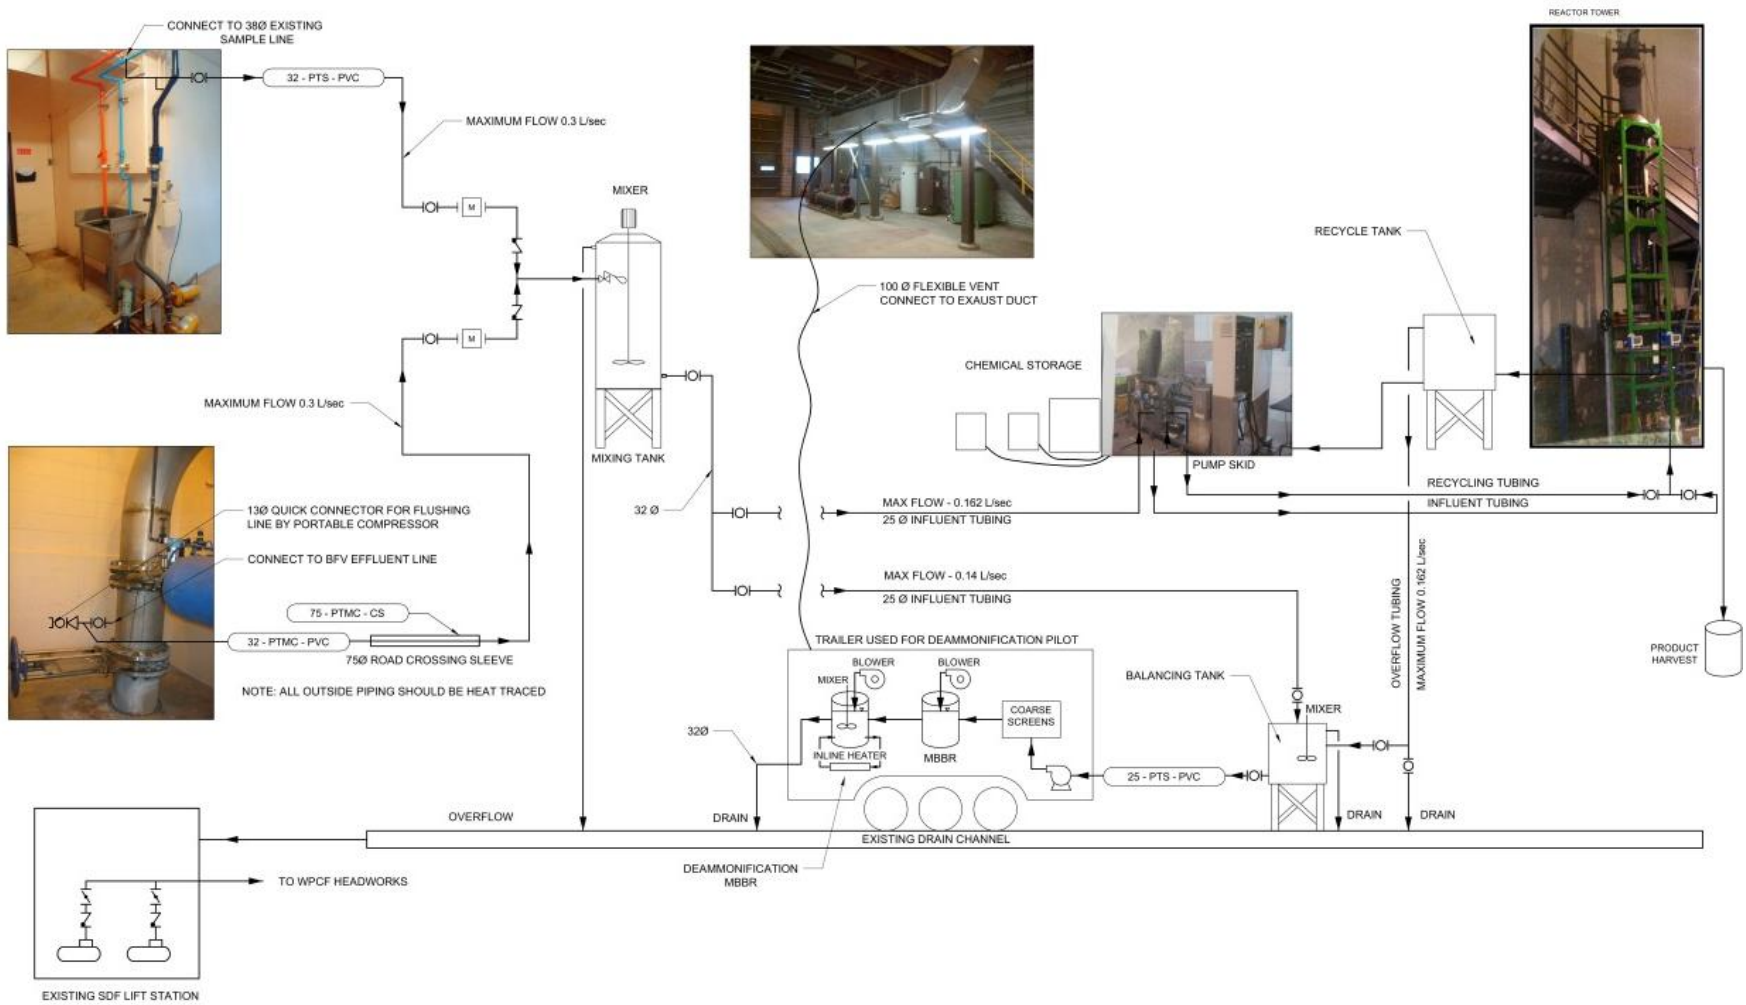 REACTOR TOWER
CONNECT TO 38Ø EXISTING
SAMPLE LINE
32 - PTS - PVC
MAXIMUM FLOW 0.3 L/sec
MIXER
M
RECYCLE TANK
100 Ø FLEXIBLE VENT
CONNECT TO EXAUST DUCT
M
CHEMICAL STORAGE
MAXIMUM FLOW 0.3 L/sec
MIXING TANK
PUMP SKID
RECYCLING TUBING
INFLUENT TUBING
13Ø QUICK CONNECTOR FOR FLUSHING
LINE BY PORTABLE COMPRESSOR
32 Ø
MAX FLOW - 0.162 L/sec
25 Ø INFLUENT TUBING
CONNECT TO BFV EFFLUENT LINE
MAX FLOW - 0.14 L/sec
25 Ø INFLUENT TUBING
OVERFLOW TUBING
MAXIMUM FLOW 0.162 L/sec
75 - PTMC - CS
32 - PTMC - PVC
75Ø ROAD CROSSING SLEEVE
NOTE: ALL OUTSIDE PIPING SHOULD BE HEAT TRACED
TRAILER USED FOR DEAMMONIFICATION PILOT
BLOWER
BLOWER
MIXER
COARSE
SCREENS
INLINE HEATER
MBBR
BALANCING TANK
MIXER
PRODUCT
HARVEST
32Ø
25 - PTS - PVC
OVERFLOW
DRAIN
DRAIN
DRAIN
EXISTING DRAIN CHANNEL
DEAMMONIFICATION
MBBR
TO WPCF HEADWORKS
EXISTING SDF LIFT STATION